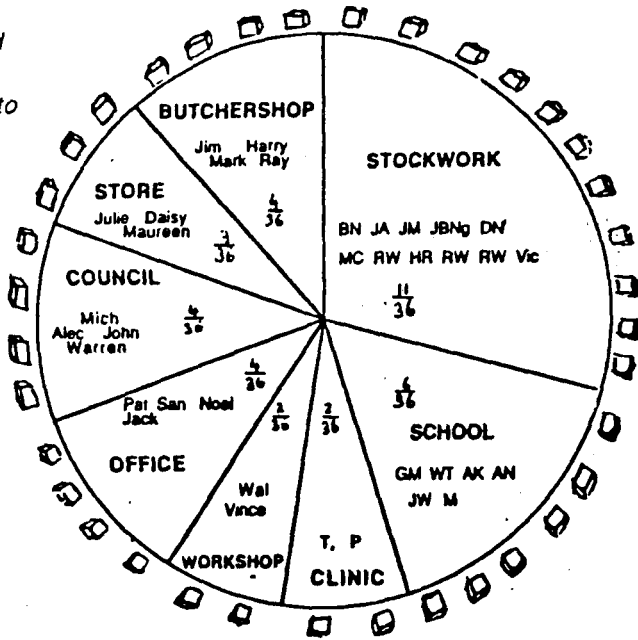 to
BUTCHERSHOP
Jim Harry
Mark Ray
4/36
STOCKWORK
BN JA JM JBNg DN
MC RW HR RW RW Vic
11/36
STORE
Julie Daisy
Maureen
3/36
COUNCIL
Mich
Alec John
Warren
4/36
4/36
Pat San Noel
Jack
OFFICE
2/36
Wal
Vince
WORKSHOP
2/36
T, P
CLINIC
6/36
SCHOOL
GM WT AK AN
JW M